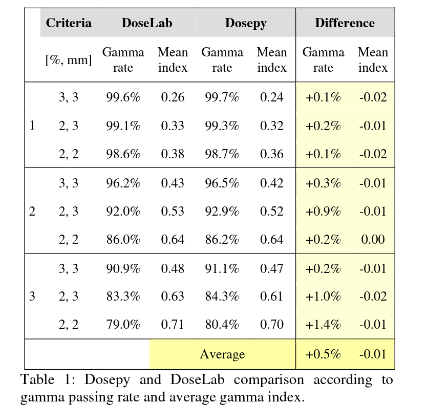 Criteria DoseLab Dosepy Difference
[%, mm] Gamma rate Mean index Gamma rate Mean index Gamma rate Mean index
3, 3 99.6% 0.26 99.7% 0.24 +0.1% -0.02
1 2, 3 99.1% 0.33 99.3% 0.32 +0.2% -0.01
2, 2 98.6% 0.38 98.7% 0.36 +0.1% -0.02
3, 3 96.2% 0.43 96.5% 0.42 +0.3% -0.01
2 2, 3 92.0% 0.53 92.9% 0.52 +0.9% -0.01
2, 2 86.0% 0.64 86.2% 0.64 +0.2% 0.00
3, 3 90.9% 0.48 91.1% 0.47 +0.2% -0.01
3 2, 3 83.3% 0.63 84.3% 0.61 +1.0% -0.02
2, 2 79.0% 0.71 80.4% 0.70 +1.4% -0.01
Average +0.5% -0.01
Table 1: Dosepy and DoseLab comparison according to
gamma passing rate and average gamma index.